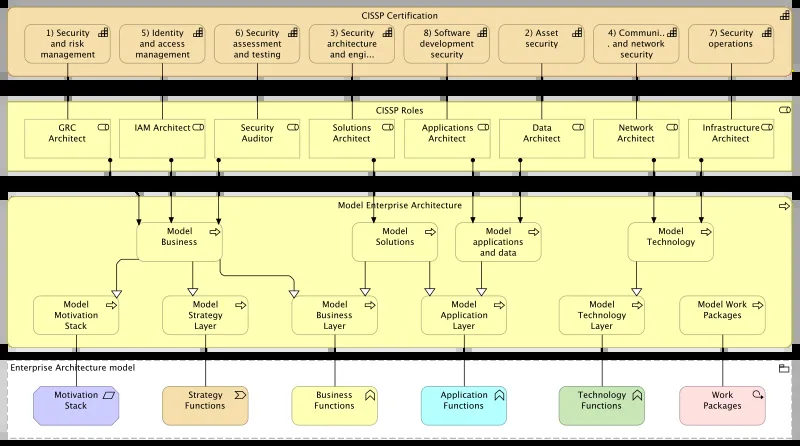 CISSP Certification
1) Security
and risk
management
5) Identity
and access
management
6) Security
assessment
and testing
3) Security
architecture
and engi...
8) Software
development
security
2) Asset
security
4) Communi..
. and network
security
7) Security
operations
CISSP Roles
GRC
Architect
IAM Architect
Security
Auditor
Solutions
Architect
Applications
Architect
Data
Architect
Network
Architect
Infrastructure
Architect
Model Enterprise Architecture
Model
Business
Model
Solutions
Model
applications
and data
Model
Technology
Model
Motivation
Stack
Model
Strategy
Layer
Model
Business
Layer
Model
Application
Layer
Model
Technology
Layer
Model Work
Packages
Enterprise Architecture model
Motivation
Stack
Strategy
Functions
Business
Functions
Application
Functions
Technology
Functions
Work
Packages